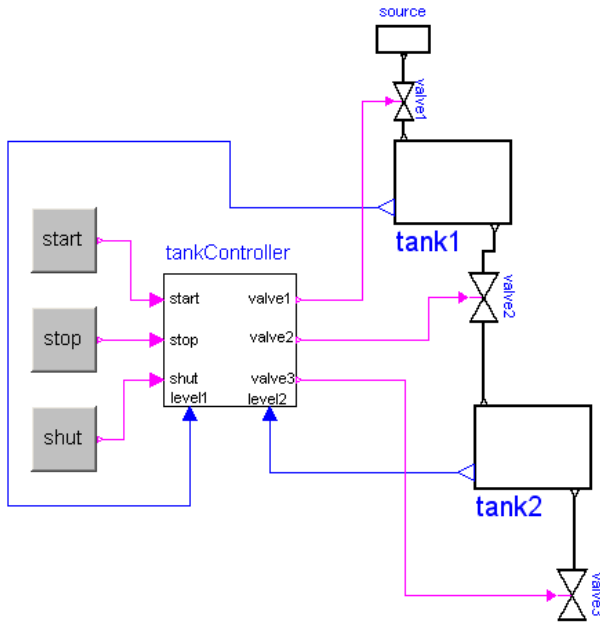 source
valve1
tank1
start
tankController
start
valve1
valve2
stop
stop
valve2
shut
valve3
level1
level2
shut
tank2
valve3